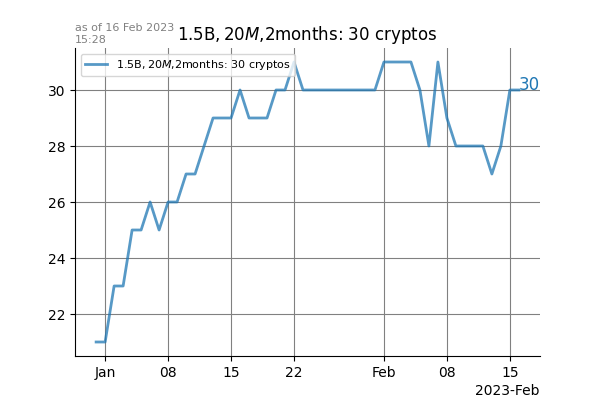 as of 16 Feb 2023
15:28
1.5B, 20M,2months: 30 cryptos
1.5B, 20M,2months: 30 cryptos
30
30
28
26
24
22
Jan 08 15 22 Feb 08 15
2023-Feb